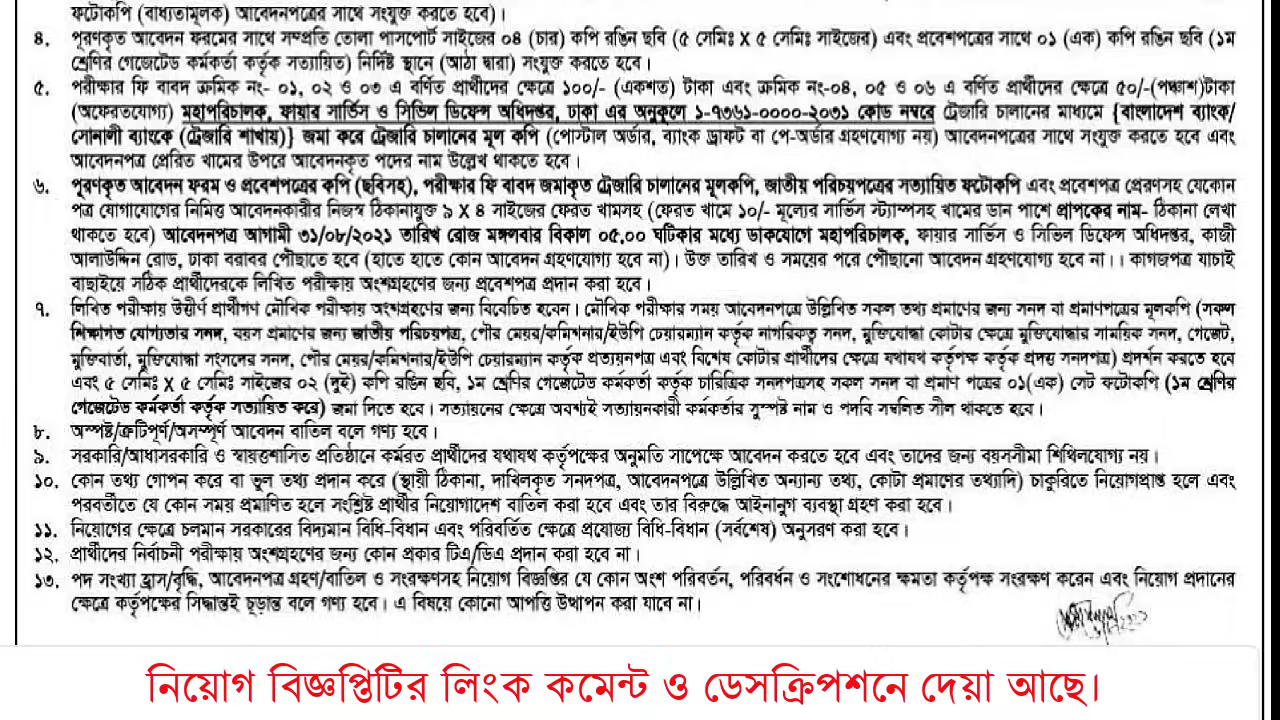 ফটোকপি (বাধ্যতামূলক) আবেদনপত্রের সাথে সংযুক্ত করতে হবে)।
৪. পূরণকৃত আবেদন ফরমের সাথে সম্প্রতি তোলা পাসপোর্ট সাইজের ০৪ (চার) কপি রঙিন ছবি (৫ সেমিঃ X ৫ সেমিঃ সাইজের) এবং প্রবেশপত্রের সাথে ০১ (এক) কপি রঙিন ছবি (১ম
শ্রেণির গেজেটেড কর্মকর্তা কর্তৃক সত্যায়িত) নির্দিষ্ট স্থানে (আঠা দ্বারা) সংযুক্ত করতে হবে।
৫. পরীক্ষার ফি বাবদ ক্রমিক নং- ০১, ০২ ও ০৩ এ বর্ণিত প্রার্থীদের ক্ষেত্রে ১০০/- (একশত) টাকা এবং ক্রমিক নং-০৪, ০৫ ও ০৬ এ বর্ণিত প্রার্থীদের ক্ষেত্রে ৫০/-(পঞ্চাশ)টাকা
(অফেরতযোগ্য) মহাপরিচালক, ফায়ার সার্ভিস ও সিভিল ডিফেন্স অধিদপ্তর, ঢাকা এর অনুকূলে ১-৭৩৬১-০০০০-২০৩১ কোড নম্বরে ট্রেজারি চালানের মাধ্যমে {বাংলাদেশ ব্যাংক/
সোনালী ব্যাংকে (ট্রেজারি শাখায়)} জমা করে ট্রেজারি চালানের মূল কপি (পোস্টাল অর্ডার, ব্যাংক ড্রাফট বা পে-অর্ডার গ্রহণযোগ্য নয়) আবেদনপত্রের সাথে সংযুক্ত করতে হবে এবং
আবেদনপত্র প্রেরিত খামের উপরে আবেদনকৃত পদের নাম উল্লেখ থাকতে হবে।
৬. পূরণকৃত আবেদন ফরম ও প্রবেশপত্রের কপি (ছবিসহ), পরীক্ষার ফি বাবদ জমাকৃত ট্রেজারি চালানের মূলকপি, জাতীয় পরিচয়পত্রের সত্যায়িত ফটোকপি এবং প্রবেশপত্র প্রেরণসহ যেকোন
পত্র যোগাযোগের নিমিত্ত আবেদনকারীর নিজস্ব ঠিকানাযুক্ত ৯ X ৪ সাইজের ফেরত খামসহ (ফেরত খামে ১০/- মূল্যের সার্ভিস স্ট্যাম্পসহ খামের ডান পাশে প্রাপকের নাম- ঠিকানা লেখা
থাকতে হবে) আবেদনপত্র আগামী ৩১/০৮/২০২১ তারিখ রোজ মঙ্গলবার বিকাল ০৫.০০ ঘটিকার মধ্যে ডাকযোগে মহাপরিচালক, ফায়ার সার্ভিস ও সিভিল ডিফেন্স অধিদপ্তর, কাজী
আলাউদ্দিন রোড, ঢাকা বরাবর পৌছাতে হবে (হাতে হাতে কোন আবেদন গ্রহণযোগ্য হবে না)। উক্ত তারিখ ও সময়ের পরে পৌঁছানো আবেদন গ্রহণযোগ্য হবে না।। কাগজপত্র যাচাই
বাছাইয়ে সঠিক প্রার্থীদেরকে লিখিত পরীক্ষায় অংশগ্রহণের জন্য প্রবেশপত্র প্রদান করা হবে।
৭. লিখিত পরীক্ষায় উত্তীর্ণ প্রার্থীগণ মৌখিক পরীক্ষায় অংশগ্রহণের জন্য বিবেচিত হবেন। মৌখিক পরীক্ষার সময় আবেদনপত্রে উল্লিখিত সকল তথ্য প্রমাণের জন্য সনদ বা প্রমাণপত্রের মূলকপি (সকল
শিক্ষাগত যোগ্যতার সনদ, বয়স প্রমাণের জন্য জাতীয় পরিচয়পত্র, পৌর মেয়র/কমিশনার/ইউপি চেয়ারম্যান কর্তৃক নাগরিকত্ব সনদ, মুক্তিযোদ্ধা কোটার ক্ষেত্রে মুক্তিযোদ্ধার সাময়িক সনদ, গেজেট,
মুক্তিবার্তা, মুক্তিযোদ্ধা সংসদের সনদ, পৌর মেয়র/কমিশনার/ইউপি চেয়ারম্যান কর্তৃক প্রত্যয়নপত্র এবং বিশেষ কোটার প্রার্থীদের ক্ষেত্রে যথাযথ কর্তৃপক্ষ কর্তৃক প্রদত্ত সনদপত্র) প্রদর্শন করতে হবে
এবং ৫ সেমিঃ X ৫ সেমিঃ সাইজের ০২ (দুই) কপি রঙিন ছবি, ১ম শ্রেণির গেজেটেড কর্মকর্তা কর্তৃক চারিত্রিক সনদপত্রসহ সকল সনদ বা প্রমাণ পত্রের ০১(এক) সেট ফটোকপি (১ম শ্রেণির
গেজেটেড কর্মকর্তা কর্তৃক সত্যায়িত করে) জমা দিতে হবে। সত্যায়নের ক্ষেত্রে অবশ্যই সত্যায়নকারী কর্মকর্তার সুস্পষ্ট নাম ও পদবি সম্বলিত সীল থাকতে হবে।
৮. অস্পষ্ট/ত্রুটিপূর্ণ/অসম্পূর্ণ আবেদন বাতিল বলে গণ্য হবে।
৯. সরকারি/আধাসরকারি ও স্বায়ত্তশাসিত প্রতিষ্ঠানে কর্মরত প্রার্থীদের যথাযথ কর্তৃপক্ষের অনুমতি সাপেক্ষে আবেদন করতে হবে এবং তাদের জন্য বয়সসীমা শিথিলযোগ্য নয়।
১০. কোন তথ্য গোপন করে বা ভুল তথ্য প্রদান করে (স্থায়ী ঠিকানা, দাখিলকৃত সনদপত্র, আবেদনপত্রে উল্লিখিত অন্যান্য তথ্য, কোটা প্রমাণের তথ্যাদি) চাকুরিতে নিয়োগপ্রাপ্ত হলে এবং
পরবর্তীতে যে কোন সময় প্রমাণিত হলে সংশ্লিষ্ট প্রার্থীর নিয়োগাদেশ বাতিল করা হবে এবং তার বিরুদ্ধে আইনানুগ ব্যবস্থা গ্রহণ করা হবে।
১১. নিয়োগের ক্ষেত্রে চলমান সরকারের বিদ্যমান বিধি-বিধান এবং পরিবর্তিত ক্ষেত্রে প্রযোজ্য বিধি-বিধান (সর্বশেষ) অনুসরণ করা হবে।
১২. প্রার্থীদের নির্বাচনী পরীক্ষায় অংশগ্রহণের জন্য কোন প্রকার টিএ/ডিএ প্রদান করা হবে না।
১৩. পদ সংখ্যা হ্রাস/বৃদ্ধি, আবেদনপত্র গ্রহণ/বাতিল ও সংরক্ষণসহ নিয়োগ বিজ্ঞপ্তির যে কোন অংশ পরিবর্তন, পরিবর্ধন ও সংশোধনের ক্ষমতা কর্তৃপক্ষ সংরক্ষণ করেন এবং নিয়োগ প্রদানের
ক্ষেত্রে কর্তৃপক্ষের সিদ্ধান্তই চূড়ান্ত বলে গণ্য হবে। এ বিষয়ে কোনো আপত্তি উত্থাপন করা যাবে না।
নিয়োগ বিজ্ঞপ্তিটির লিংক কমেন্ট ও ডেসক্রিপশনে দেয়া আছে।